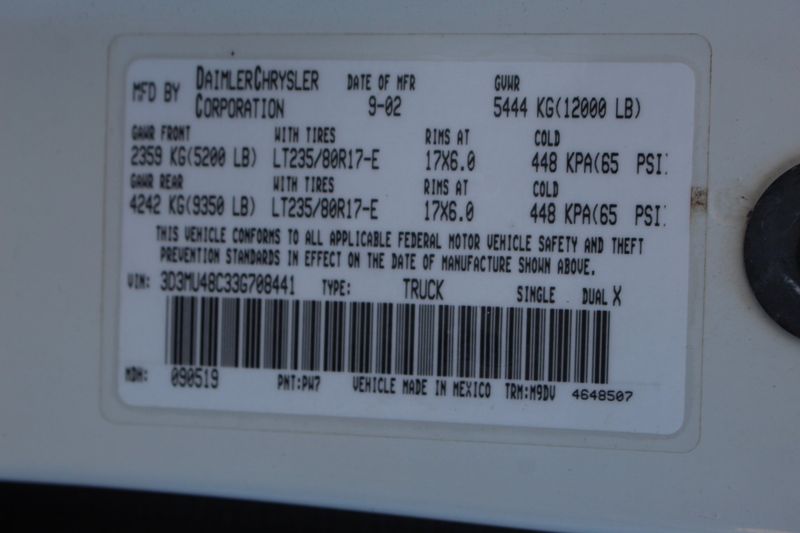 MFD BY DAIMLERCHRYSLER CORPORATION DATE OF MFR 9-02 GVWR 5444 KG(12000 LB)
GAWR FRONT WITH TIRES RIMS AT COLD
2359 KG(5200 LB) LT235/80R17-E 17X6.0 448 KPA(65 PSI)
GAWR REAR WITH TIRES RIMS AT COLD
4242 KG(9350 LB) LT235/80R17-E 17X6.0 448 KPA(65 PSI)
THIS VEHICLE CONFORMS TO ALL APPLICABLE FEDERAL MOTOR VEHICLE SAFETY AND THEFT
PREVENTION STANDARDS IN EFFECT ON THE DATE OF MANUFACTURE SHOWN ABOVE.
VIN: 3D3MU48C33G708441 TYPE: TRUCK SINGLE DUAL X
MDH: 090519 PNT:PW7 VEHICLE MADE IN MEXICO TRM:M9DV 4648507